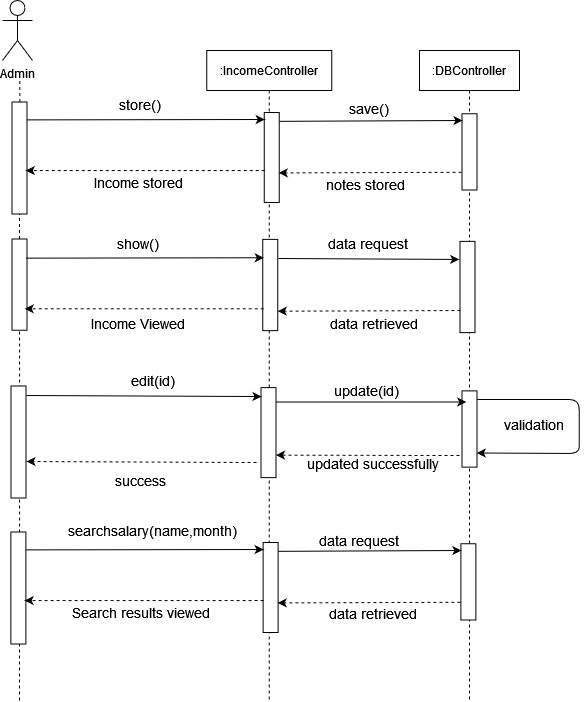 Admin
:IncomeController
:DBController
store()
save()
Income stored
notes stored
show()
data request
Income Viewed
data retrieved
edit(id)
update(id)
validation
updated successfully
success
searchsalary(name,month)
data request
Search results viewed
data retrieved